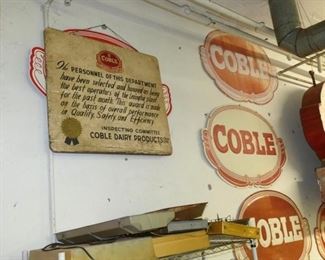 COBLE
The PERSONNEL OF THIS DEPARTMENT
have been selected and honored as being
the best operators of the entire plant
for the past month. This award is made
on the basis of overall performance
in Quality, Safety and Efficiency
INSPECTING COMMITTEE
COBLE DAIRY PRODUCTS
COBLE
COBLE
COBLE